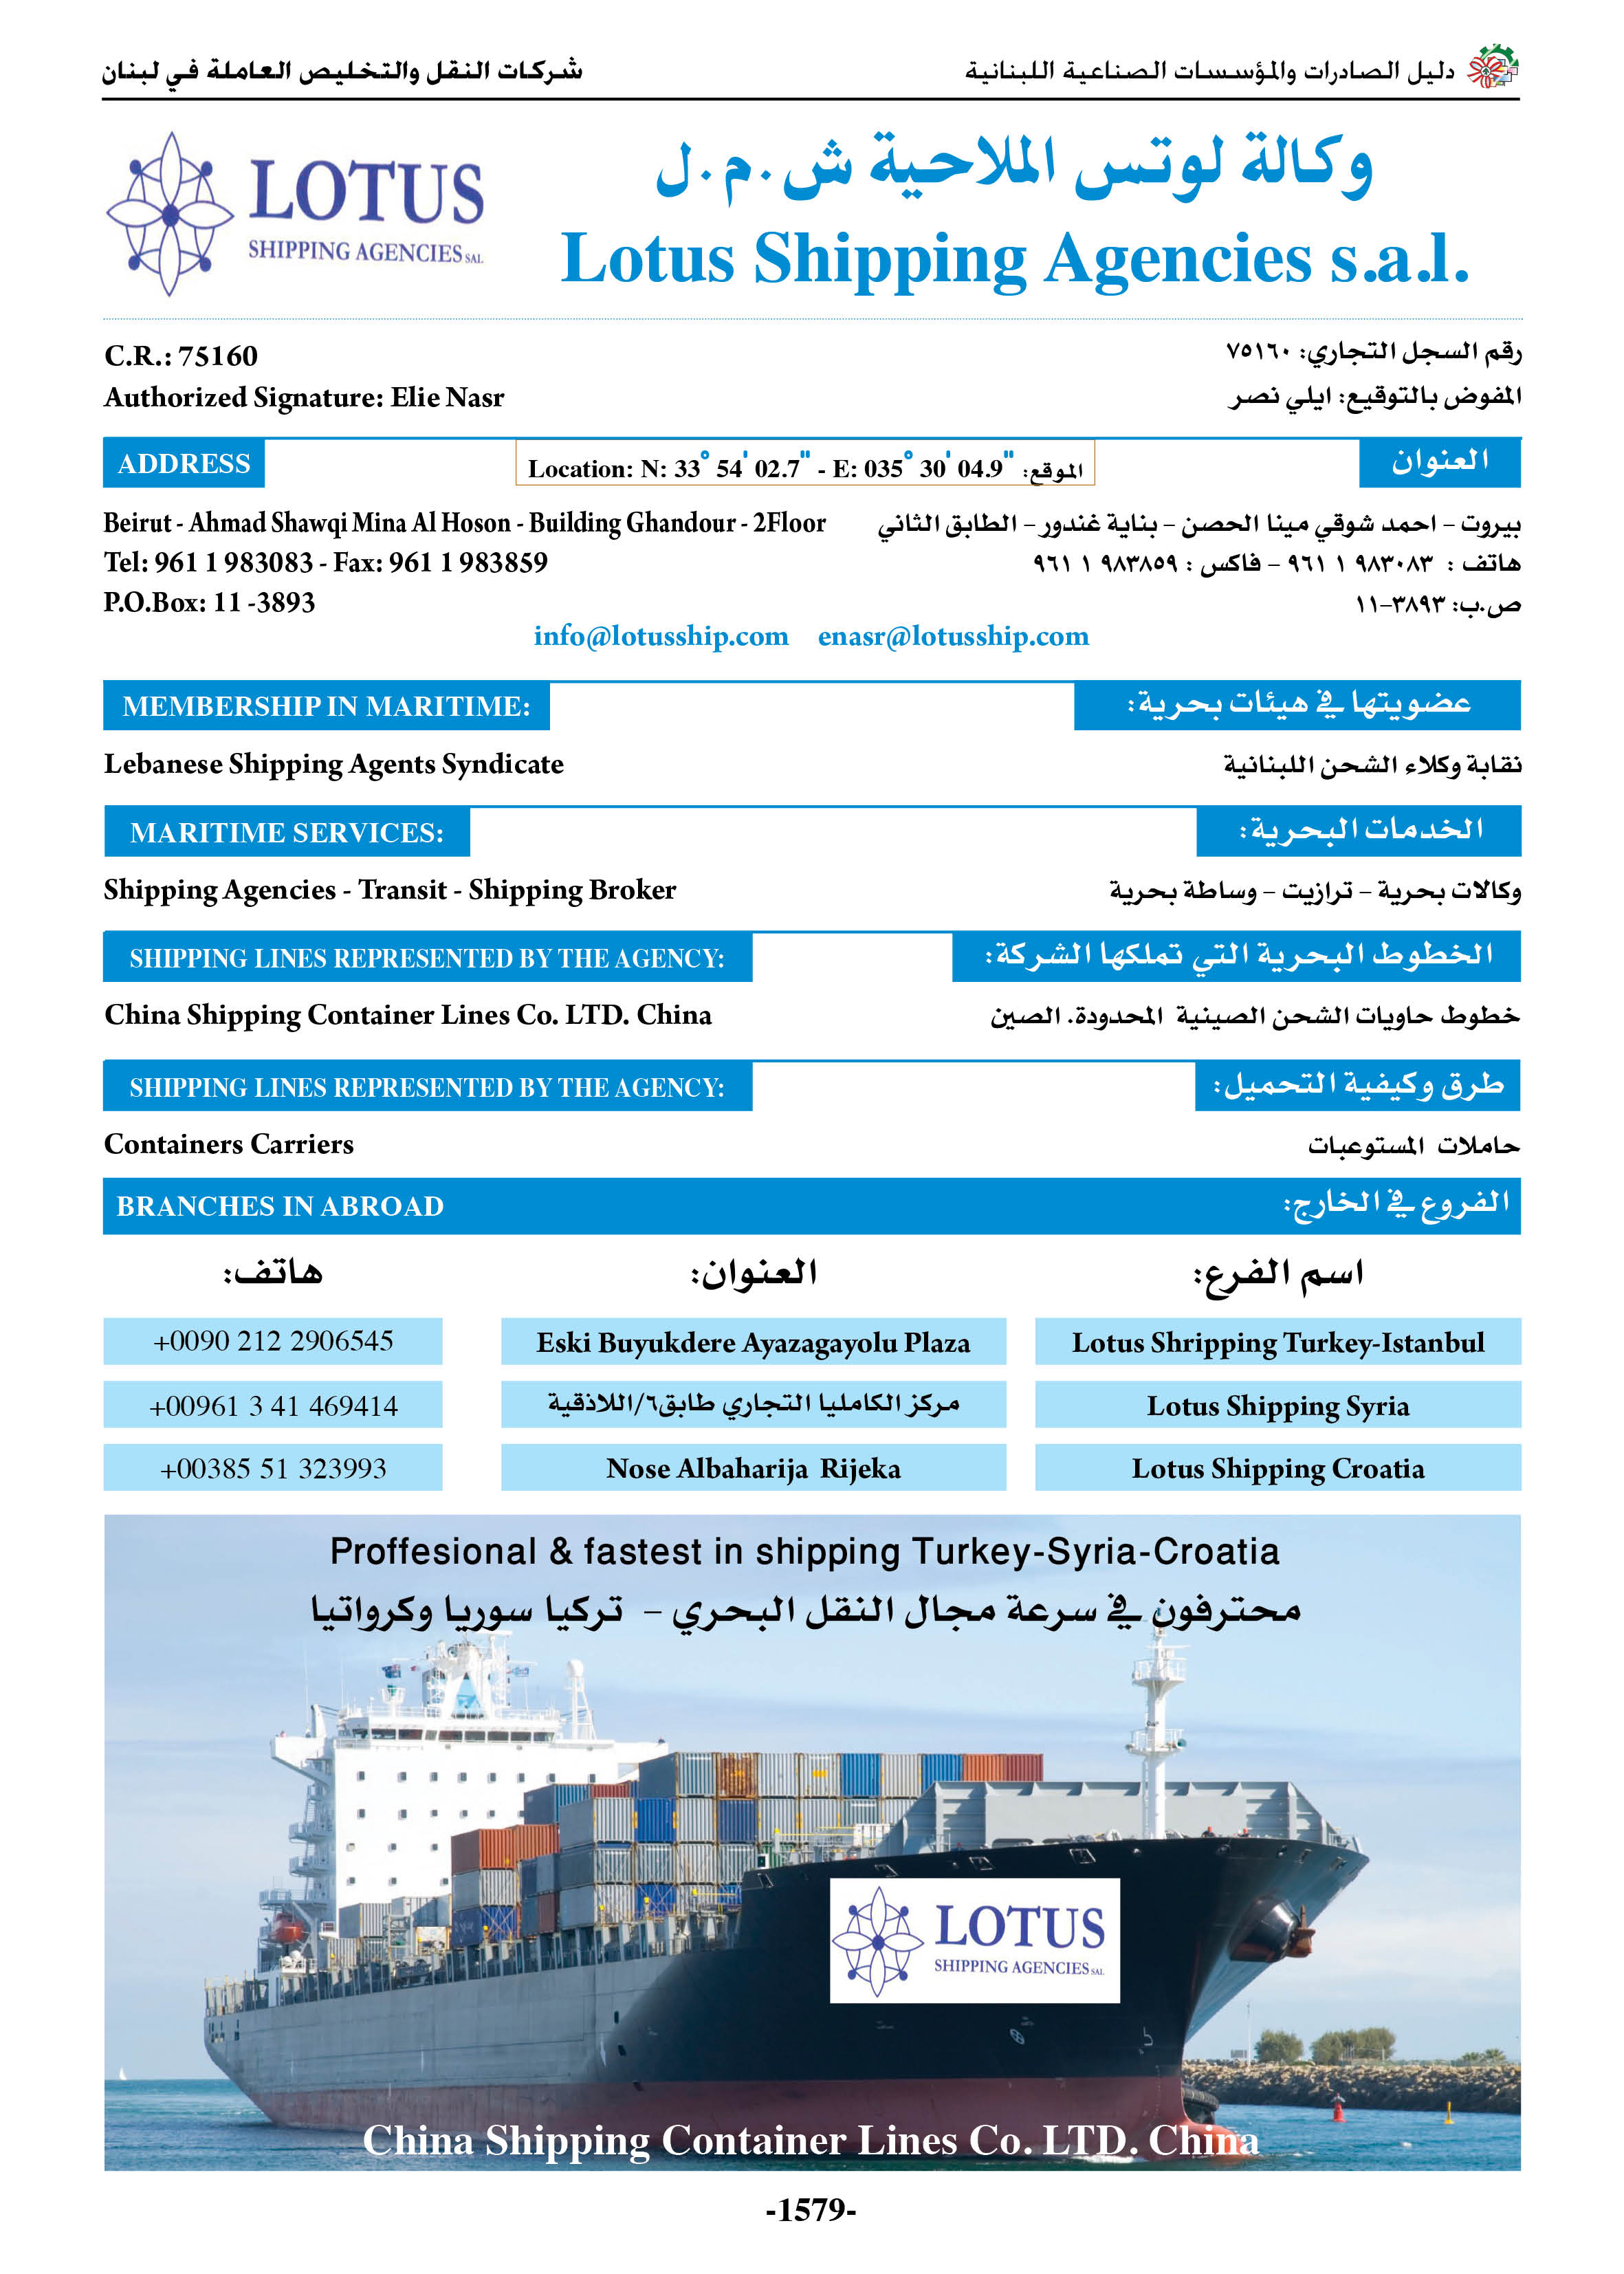 دليل الصادرات والمؤسسات الصناعية اللبنانية
شركات النقل والتخليص العاملة في لبنان
LOTUS
SHIPPING AGENCIES SAL
وكالة لوتس الملاحية ش.م.ل
Lotus Shipping Agencies s.a.l.
C.R.: 75160
رقم السجل التجاري: ٧٥١٦٠
Authorized Signature: Elie Nasr
المفوض بالتوقيع: ايلي نصر
ADDRESS
Location: N: 33° 54' 02.7" - E: 035° 30' 04.9" :الموقع
العنوان
Beirut - Ahmad Shawqi Mina Al Hoson - Building Ghandour - 2Floor
بيروت - احمد شوقي مينا الحصن - بناية غندور - الطابق الثاني
Tel: 961 1 983083 - Fax: 961 1 983859
هاتف : ٩٨٣٠٨٣ ١ ٩٦١ - فاكس : ٩٨٣٨٥٩ ١ ٩٦١
P.O.Box: 11 -3893
ص.ب: ٣٨٩٣-١١
info@lotusship.com enasr@lotusship.com
MEMBERSHIP IN MARITIME:
عضويتها في هيئات بحرية:
Lebanese Shipping Agents Syndicate
نقابة وكلاء الشحن اللبنانية
MARITIME SERVICES:
الخدمات البحرية:
Shipping Agencies - Transit - Shipping Broker
وكالات بحرية - ترازيت - وساطة بحرية
SHIPPING LINES REPRESENTED BY THE AGENCY:
الخطوط البحرية التي تملكها الشركة:
China Shipping Container Lines Co. LTD. China
خطوط حاويات الشحن الصينية المحدودة. الصين
SHIPPING LINES REPRESENTED BY THE AGENCY:
طرق وكيفية التحميل:
Containers Carriers
حاملات المستوعبات
BRANCHES IN ABROAD
الفروع في الخارج:
اسم الفرع:
العنوان:
هاتف:
Lotus Shripping Turkey-Istanbul
Eski Buyukdere Ayazagayolu Plaza
+0090 212 2906545
Lotus Shipping Syria
مركز الكامليا التجاري طابق٦/اللاذقية
+00961 3 41 469414
Lotus Shipping Croatia
Nose Albaharija Rijeka
+00385 51 323993
Proffesional & fastest in shipping Turkey-Syria-Croatia
محترفون في سرعة مجال النقل البحري - تركيا سوريا وكرواتيا
LOTUS
SHIPPING AGENCIES SAL
China Shipping Container Lines Co. LTD. China
-1579-